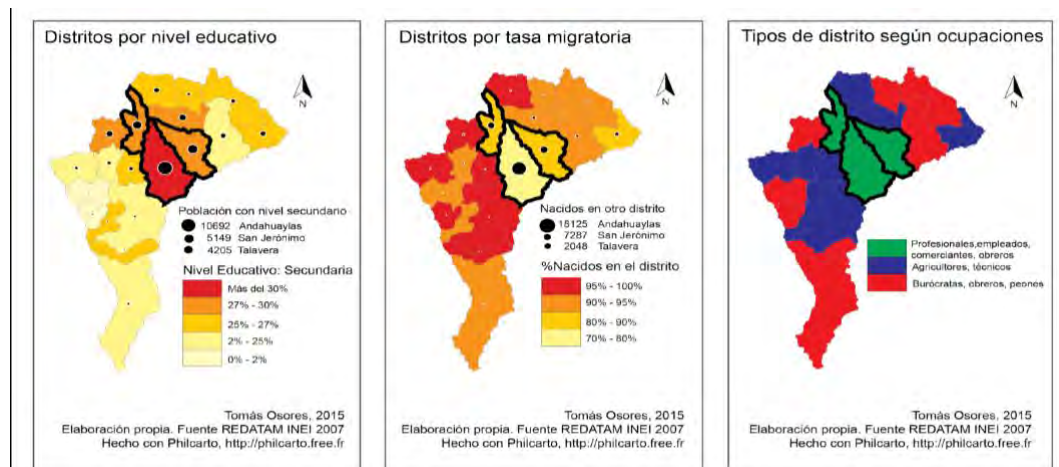 Distritos por nivel educativo
N
Población con nivel secundario
10692 Andahuaylas
5149 San Jerónimo
4205 Talavera
Nivel Educativo: Secundaria
Más del 30%
27% - 30%
25% - 27%
2% - 25%
0% - 2%
Tomás Osores, 2015
Elaboración propia. Fuente REDATAM INEI 2007
Hecho con Philcarto, http://philcarto.free.fr
Distritos por tasa migratoria
N
Nacidos en otro distrito
18125 Andahuaylas
7287 San Jerónimo
2048 Talavera
%Nacidos en el distrito
95% - 100%
90% - 95%
80% - 90%
70% - 80%
Tomás Osores, 2015
Elaboración propia. Fuente REDATAM INEI 2007
Hecho con Philcarto, http://philcarto.free.fr
Tipos de distrito según ocupaciones
N
Profesionales,empleados,
comerciantes, obreros
Agricultores, técnicos
Burócratas, obreros, peones
Tomás Osores, 2015
Elaboración propia. Fuente REDATAM INEI 2007
Hecho con Philcarto, http://philcarto.free.fr